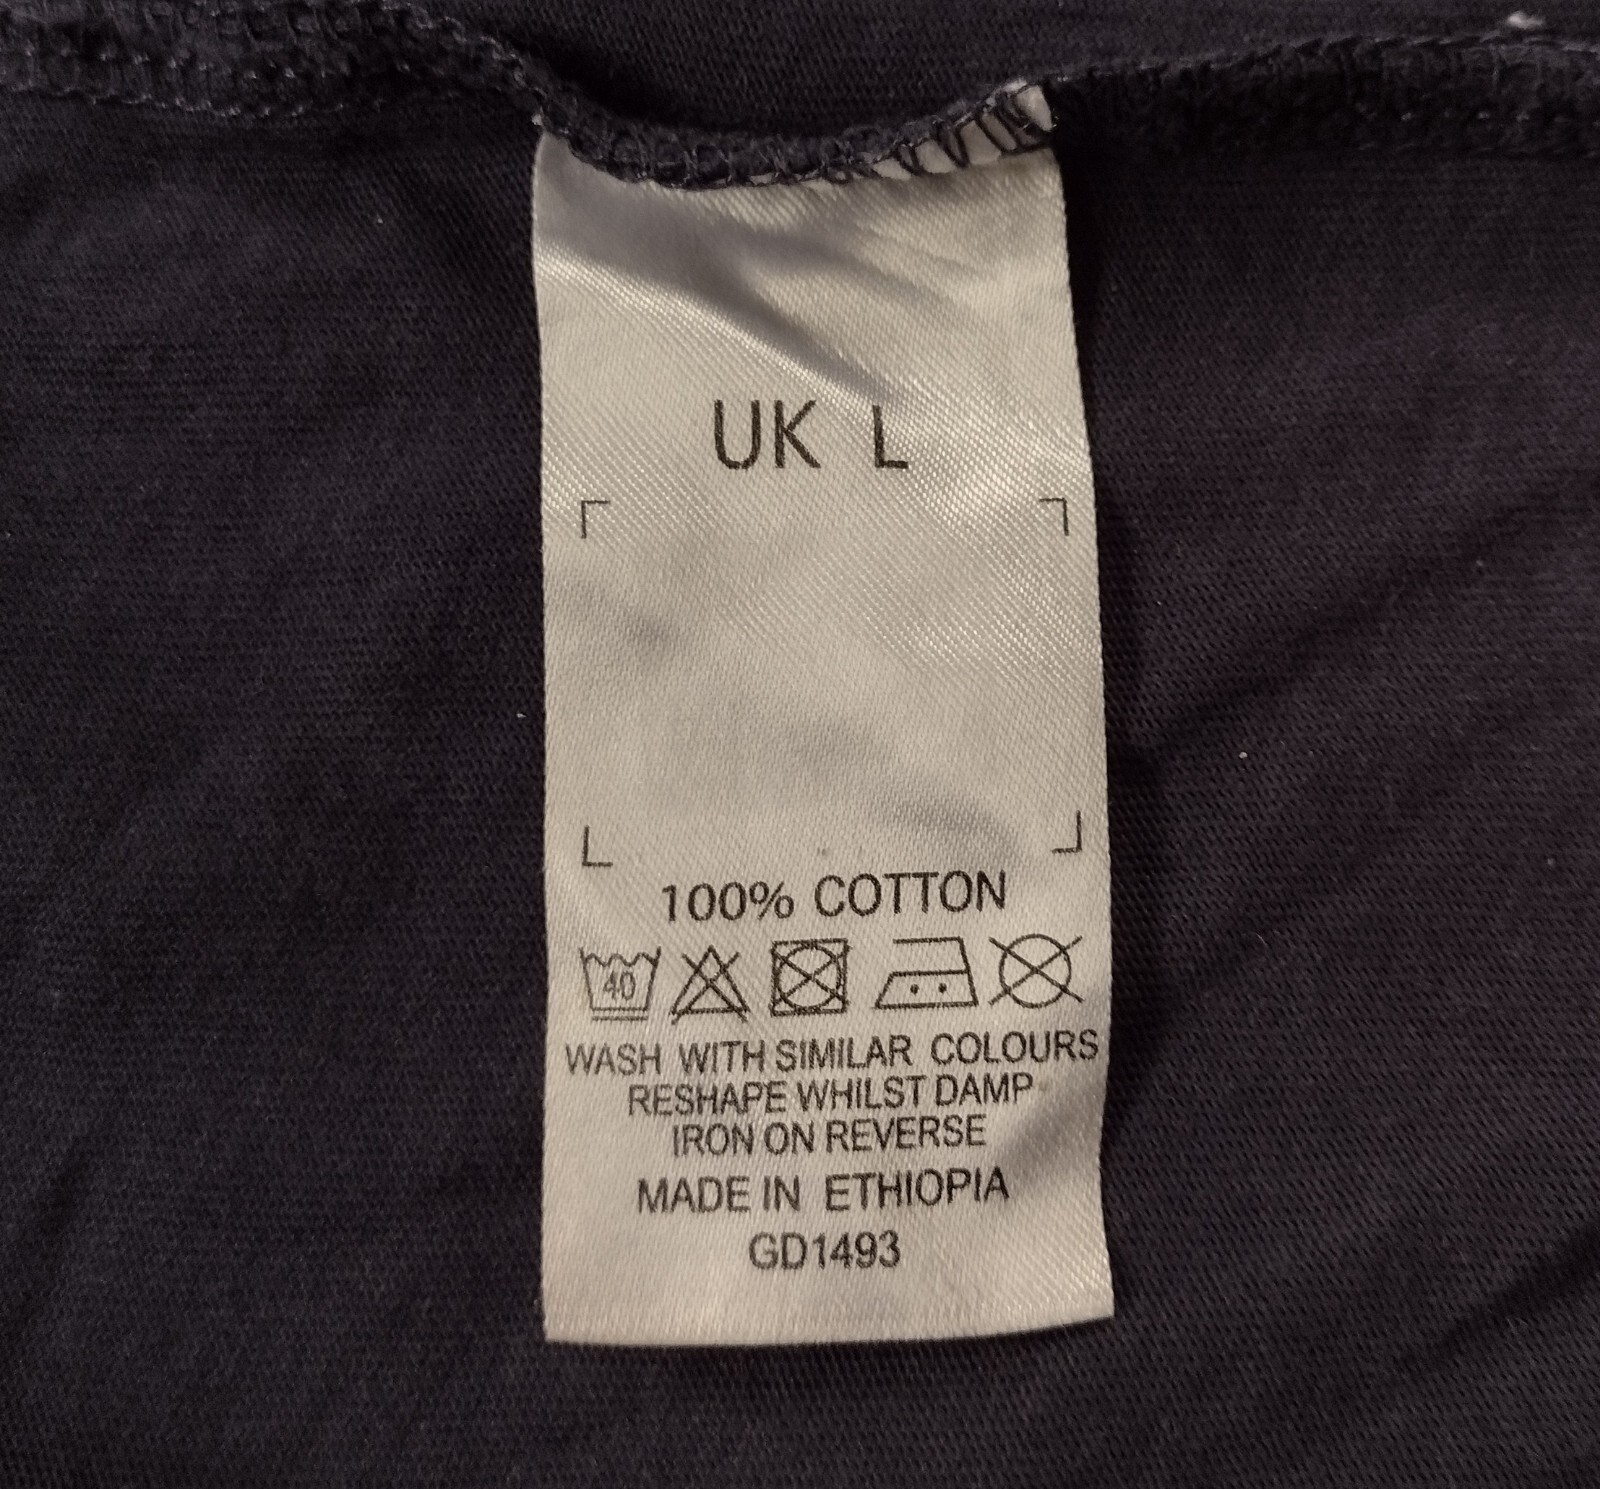 UK L
100% COTTON
40
WASH WITH SIMILAR COLOURS
RESHAPE WHILST DAMP
IRON ON REVERSE
MADE IN ETHIOPIA
GD1493